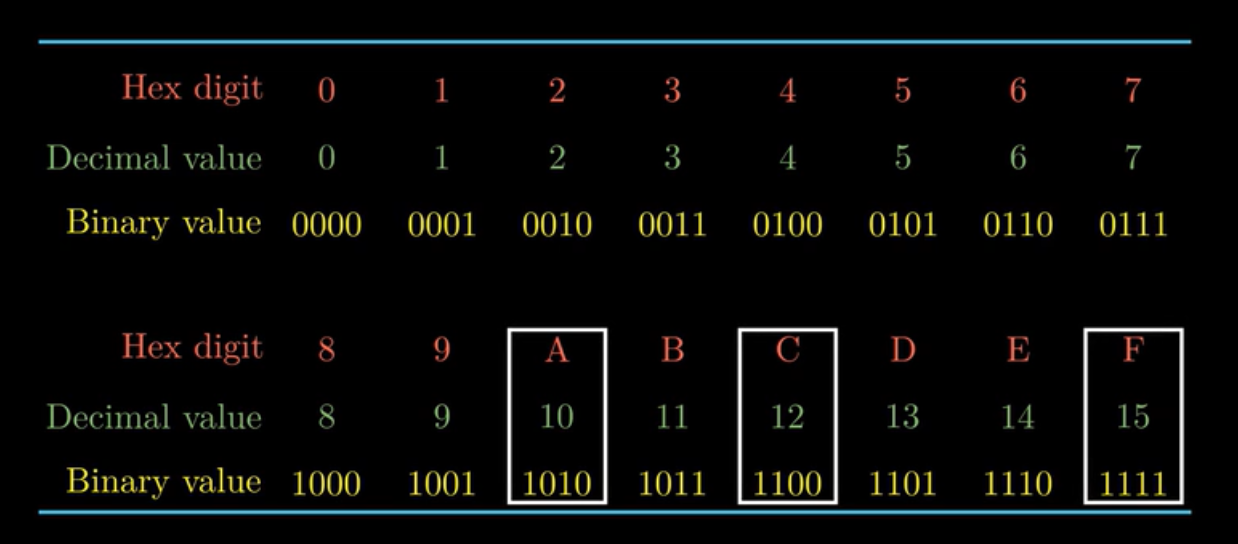 Hex digit 0 1 2 3 4 5 6 7
Decimal value 0 1 2 3 4 5 6 7
Binary value 0000 0001 0010 0011 0100 0101 0110 0111
Hex digit 8 9 A B C D E F
Decimal value 8 9 10 11 12 13 14 15
Binary value 1000 1001 1010 1011 1100 1101 1110 1111